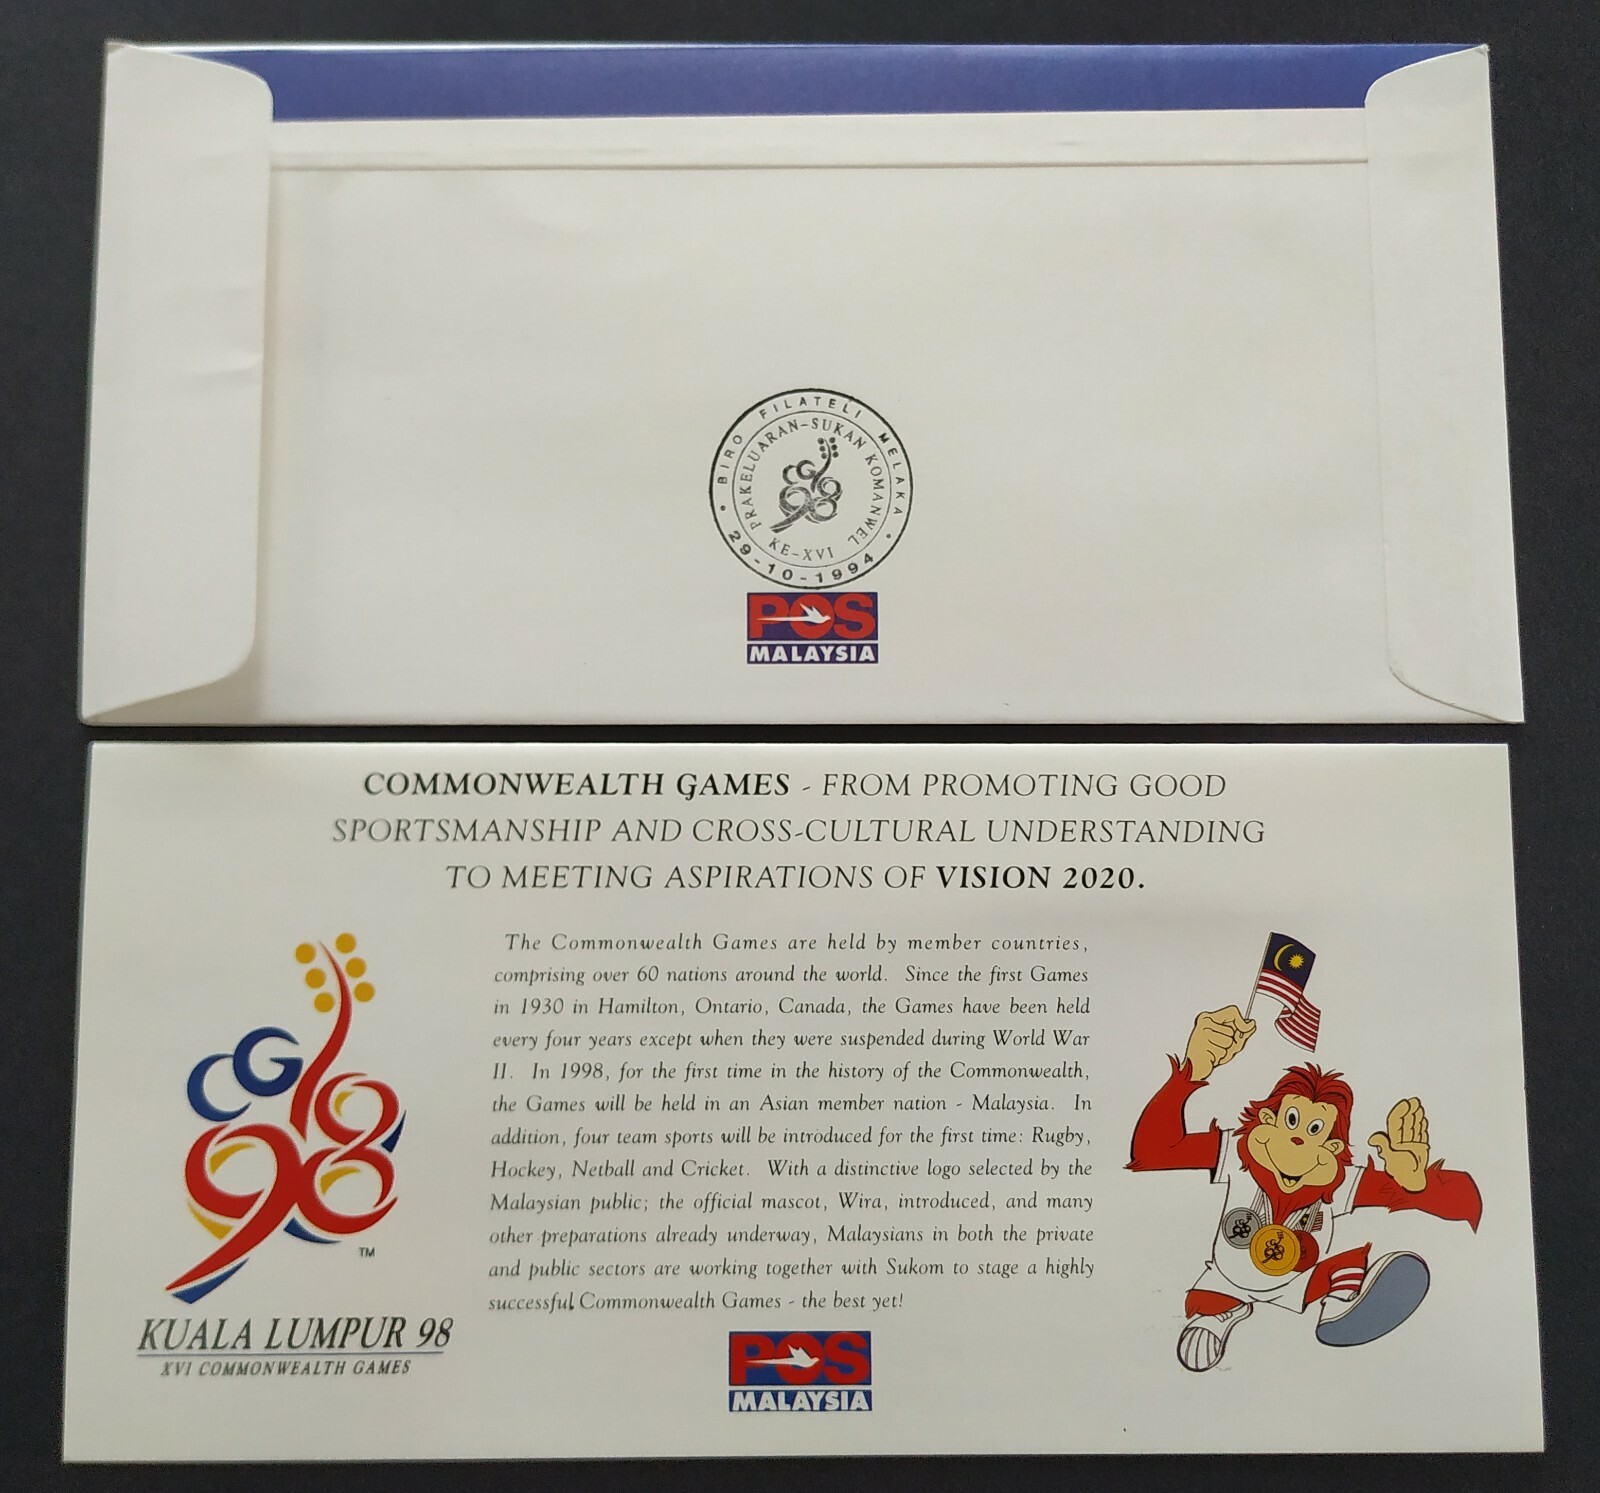 BIRO FILATELI MELAKA
PRAKELUARAN-SUKAN KOMANWEL
KE-XVI
CG 98
29-10-1994
POS
MALAYSIA
COMMONWEALTH GAMES - FROM PROMOTING GOOD
SPORTSMANSHIP AND CROSS-CULTURAL UNDERSTANDING
TO MEETING ASPIRATIONS OF VISION 2020.
CG 98
TM
KUALA LUMPUR 98
XVI COMMONWEALTH GAMES
The Commonwealth Games are held by member countries,
comprising over 60 nations around the world. Since the first Games
in 1930 in Hamilton, Ontario, Canada, the Games have been held
every four years except when they were suspended during World War
II. In 1998, for the first time in the history of the Commonwealth,
the Games will be held in an Asian member nation - Malaysia. In
addition, four team sports will be introduced for the first time: Rugby,
Hockey, Netball and Cricket. With a distinctive logo selected by the
Malaysian public; the official mascot, Wira, introduced, and many
other preparations already underway, Malaysians in both the private
and public sectors are working together with Sukom to stage a highly
successful Commonwealth Games - the best yet!
POS
MALAYSIA